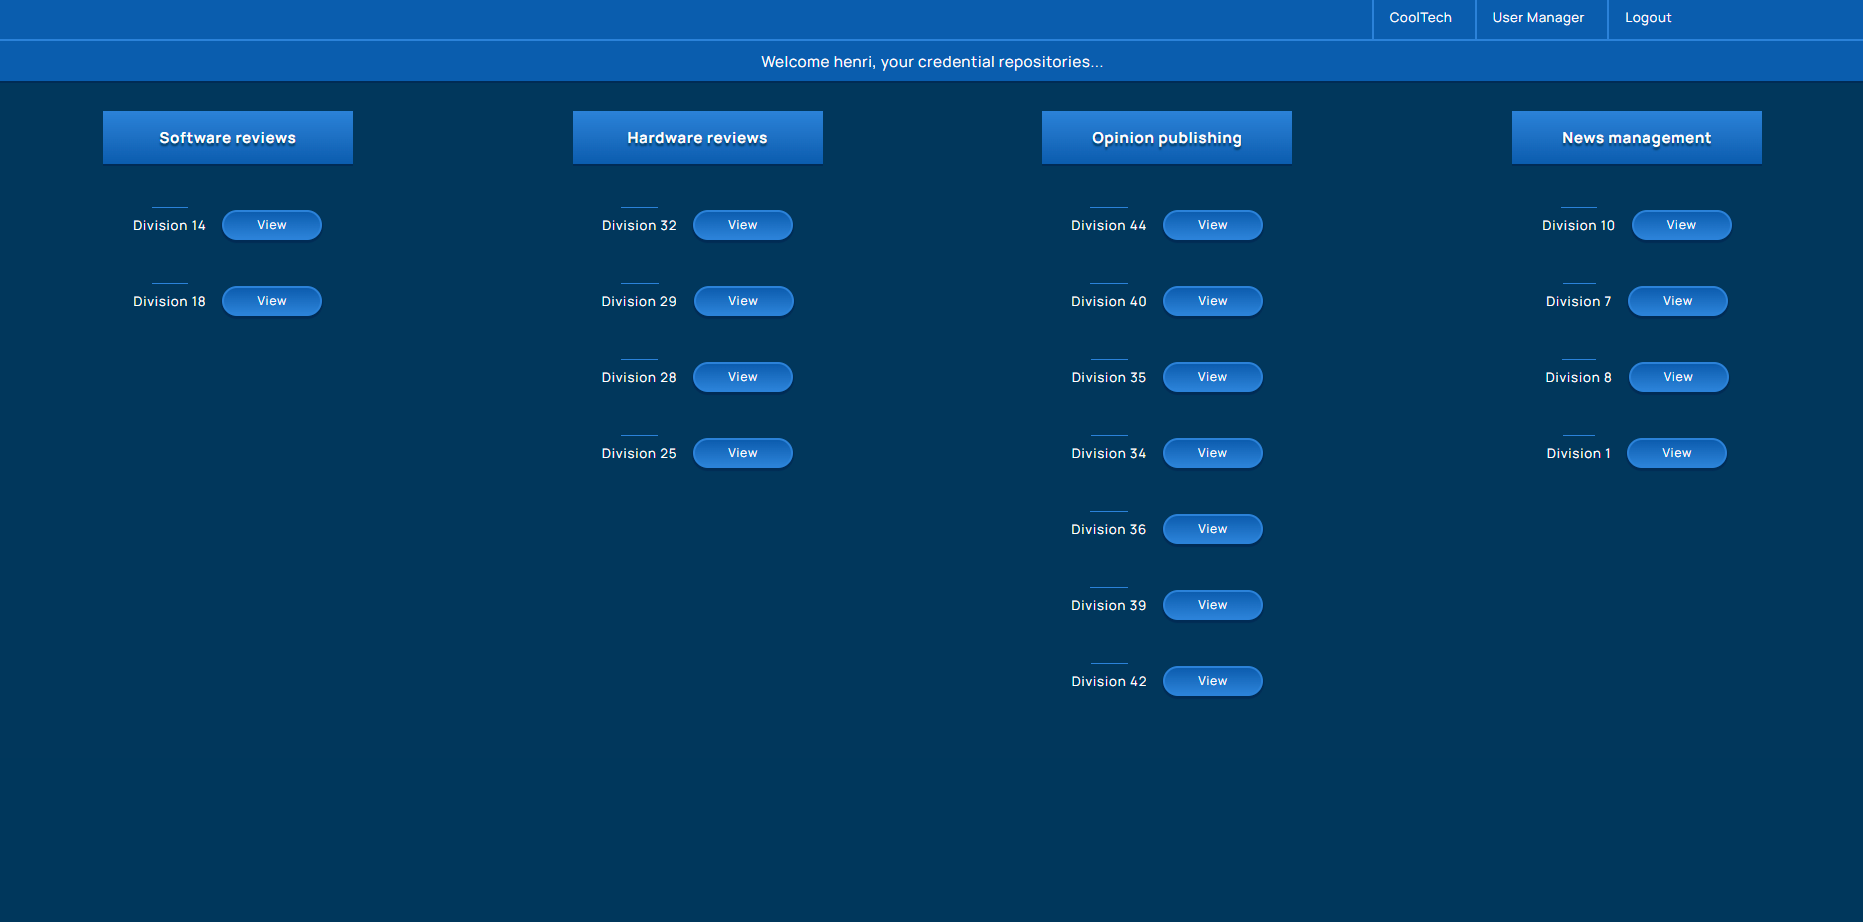 CoolTech
User Manager
Logout
Welcome henri, your credential repositories...
Software reviews
Division 14
View
Division 18
View
Hardware reviews
Division 32
View
Division 29
View
Division 28
View
Division 25
View
Opinion publishing
Division 44
View
Division 40
View
Division 35
View
Division 34
View
Division 36
View
Division 39
View
Division 42
View
News management
Division 10
View
Division 7
View
Division 8
View
Division 1
View